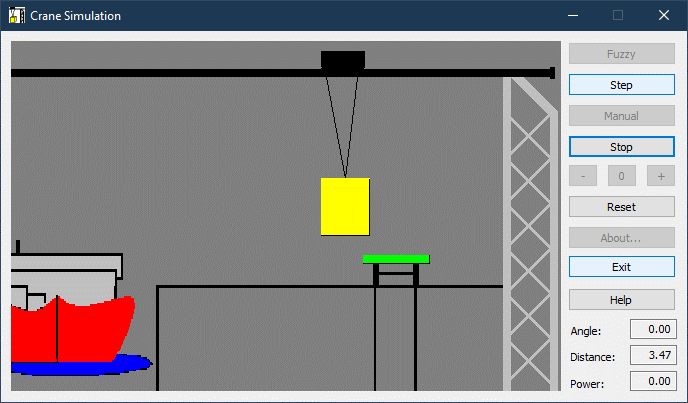 Crane Simulation
Fuzzy
Step
Manual
Stop
- 0 +
Reset
About...
Exit
Help
Angle: 0.00
Distance: 3.47
Power: 0.00